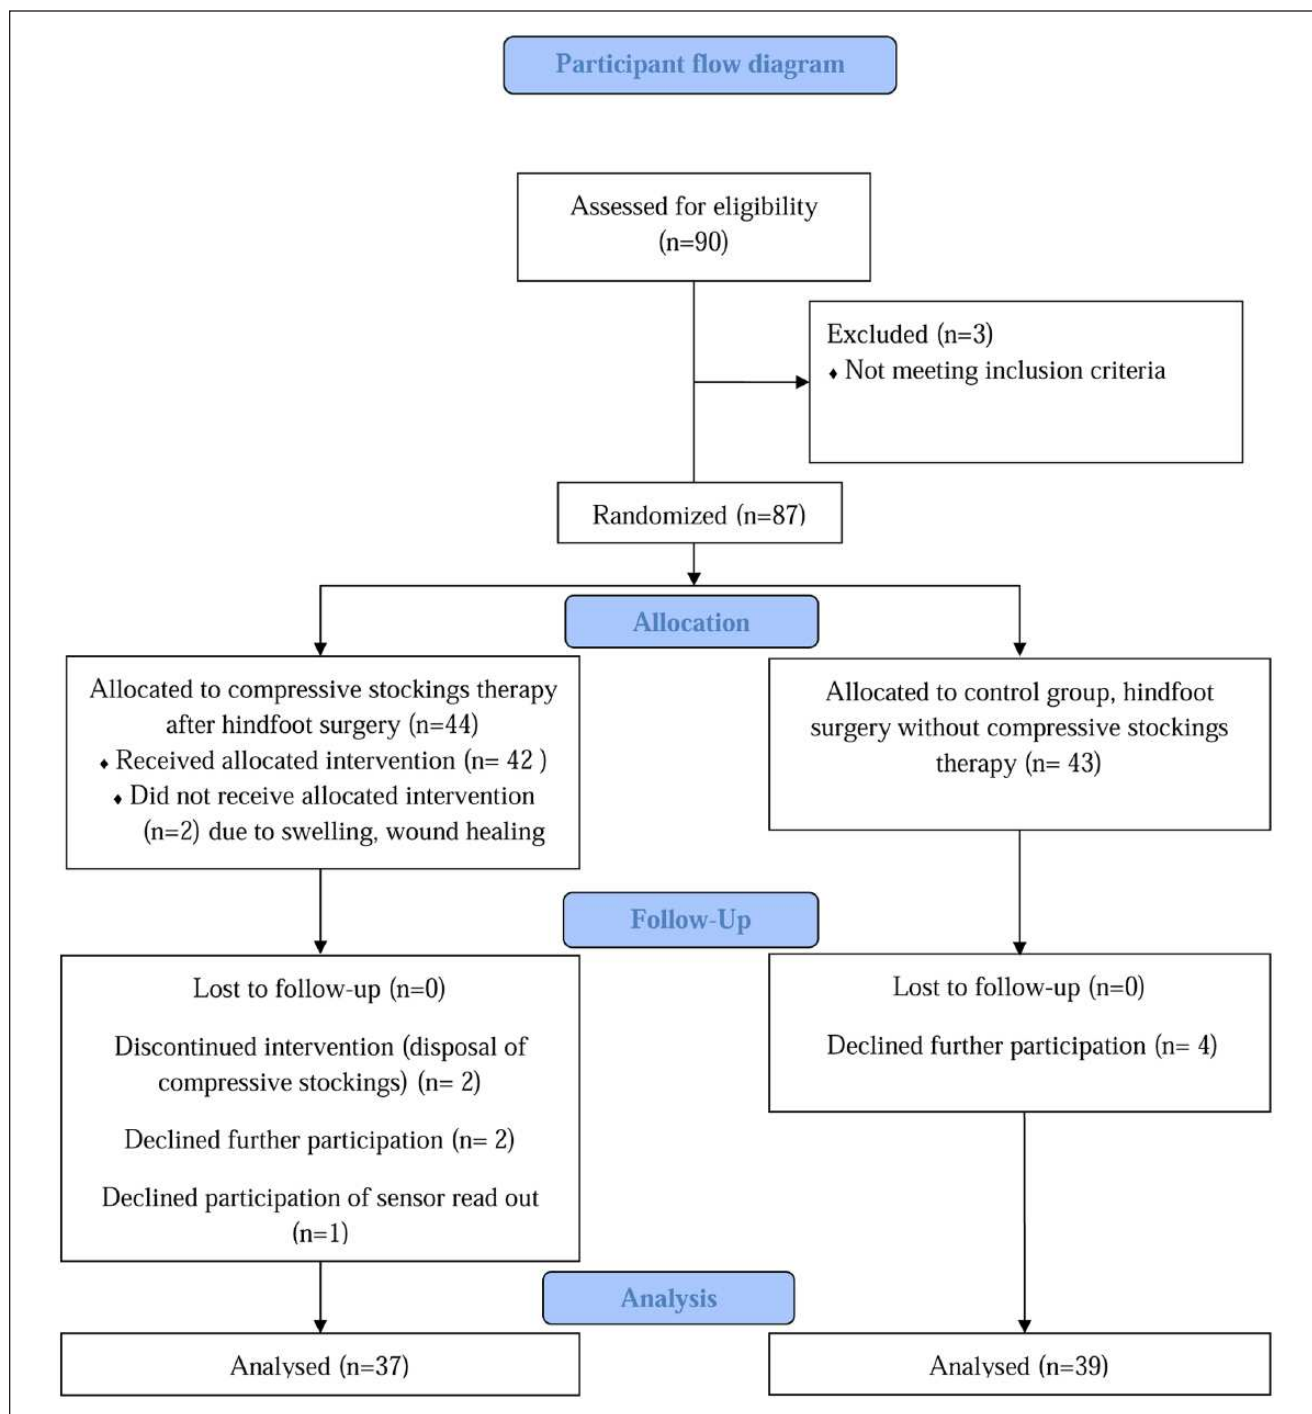 Participant flow diagram
Assessed for eligibility
(n=90)
Excluded (n=3)
♦ Not meeting inclusion criteria
Randomized (n=87)
Allocation
Allocated to compressive stockings therapy
after hindfoot surgery (n=44)
♦ Received allocated intervention (n= 42 )
♦ Did not receive allocated intervention
(n=2) due to swelling, wound healing
Allocated to control group, hindfoot
surgery without compressive stockings
therapy (n= 43)
Follow-Up
Lost to follow-up (n=0)
Discontinued intervention (disposal of
compressive stockings) (n= 2)
Declined further participation (n= 2)
Declined participation of sensor read out
(n=1)
Lost to follow-up (n=0)
Declined further participation (n= 4)
Analysis
Analysed (n=37)
Analysed (n=39)